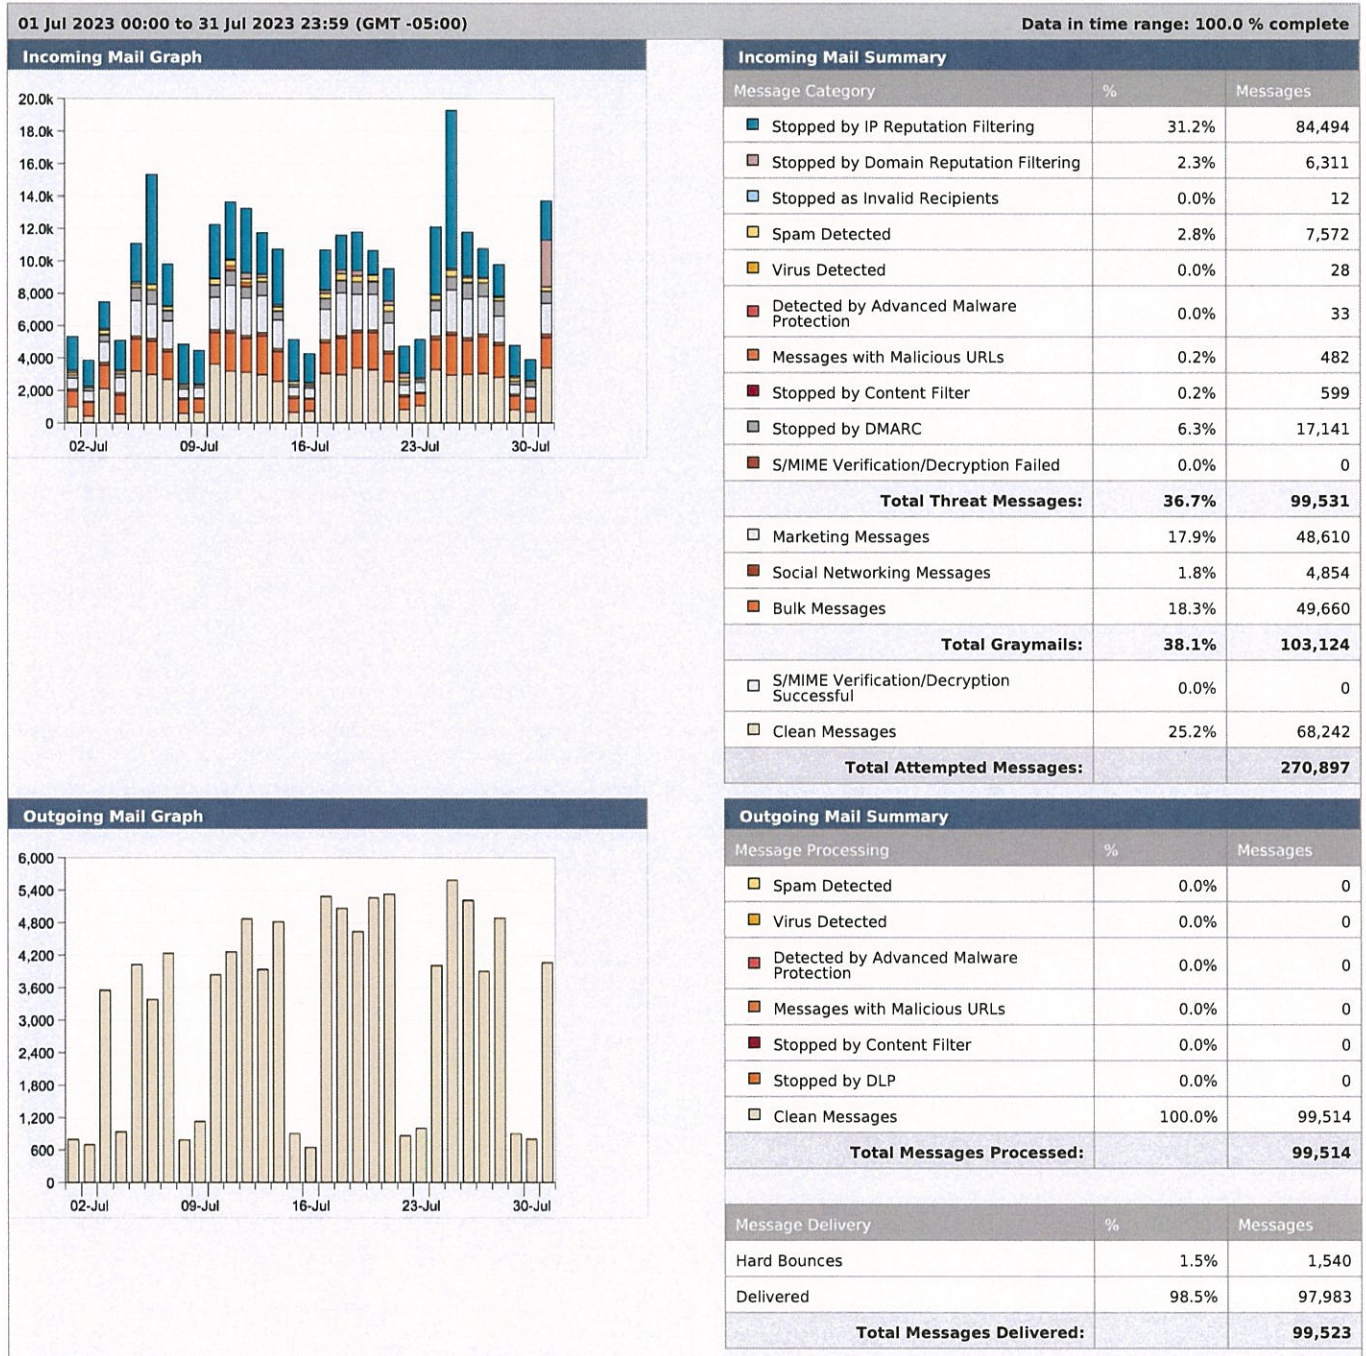 01 Jul 2023 00:00 to 31 Jul 2023 23:59 (GMT -05:00) Data in time range: 100.0 % complete
Incoming Mail Graph
20.0k
18.0k
16.0k
14.0k
12.0k
10.0k
8,000
6,000
4,000
2,000
0
02-Jul 09-Jul 16-Jul 23-Jul 30-Jul
Incoming Mail Summary
Message Category % Messages
Stopped by IP Reputation Filtering 31.2% 84,494
Stopped by Domain Reputation Filtering 2.3% 6,311
Stopped as Invalid Recipients 0.0% 12
Spam Detected 2.8% 7,572
Virus Detected 0.0% 28
Detected by Advanced Malware
Protection 0.0% 33
Messages with Malicious URLs 0.2% 482
Stopped by Content Filter 0.2% 599
Stopped by DMARC 6.3% 17,141
S/MIME Verification/Decryption Failed 0.0% 0
Total Threat Messages: 36.7% 99,531
Marketing Messages 17.9% 48,610
Social Networking Messages 1.8% 4,854
Bulk Messages 18.3% 49,660
Total Graymails: 38.1% 103,124
S/MIME Verification/Decryption
Successful 0.0% 0
Clean Messages 25.2% 68,242
Total Attempted Messages: 270,897
Outgoing Mail Graph
6,000
5,400
4,800
4,200
3,600
3,000
2,400
1,800
1,200
600
0
02-Jul 09-Jul 16-Jul 23-Jul 30-Jul
Outgoing Mail Summary
Message Processing % Messages
Spam Detected 0.0% 0
Virus Detected 0.0% 0
Detected by Advanced Malware
Protection 0.0% 0
Messages with Malicious URLs 0.0% 0
Stopped by Content Filter 0.0% 0
Stopped by DLP 0.0% 0
Clean Messages 100.0% 99,514
Total Messages Processed: 99,514
Message Delivery % Messages
Hard Bounces 1.5% 1,540
Delivered 98.5% 97,983
Total Messages Delivered: 99,523